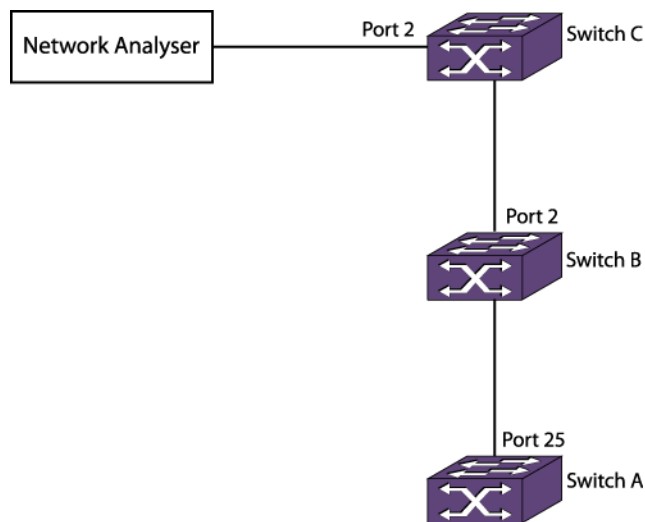 Network Analyser
Port 2
Switch C
Port 2
Switch B
Port 25
Switch A